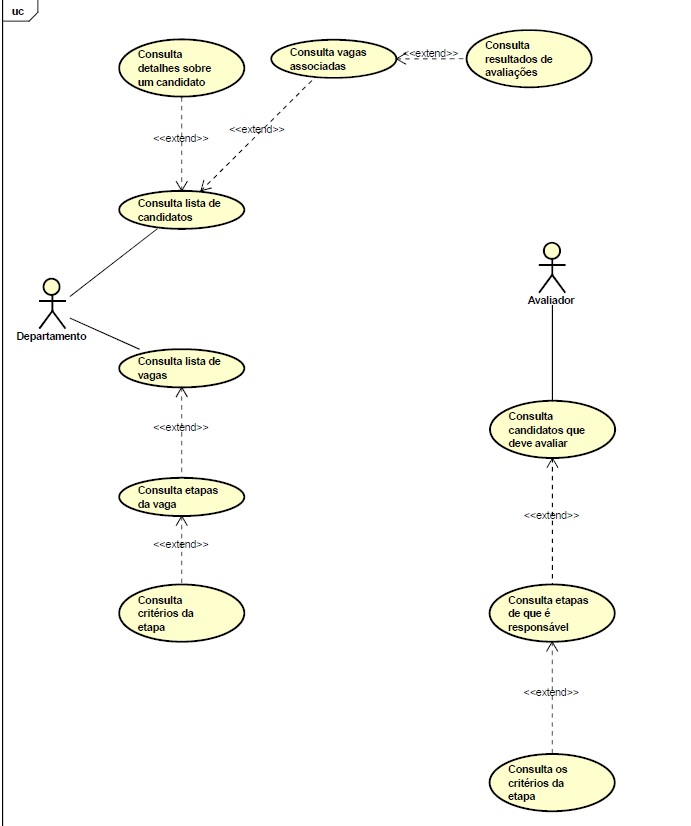 uc
Consulta
detalhes sobre
um candidato
Consulta vagas
associadas
<<extend>>
Consulta
resultados de
avaliações
<<extend>>
<<extend>>
Consulta lista de
candidatos
Departamento
Avaliador
Consulta lista de
vagas
<<extend>>
Consulta
candidatos que
deve avaliar
Consulta etapas
da vaga
<<extend>>
<<extend>>
Consulta
critérios da
etapa
Consulta etapas
de que é
responsável
<<extend>>
Consulta os
critérios da
etapa